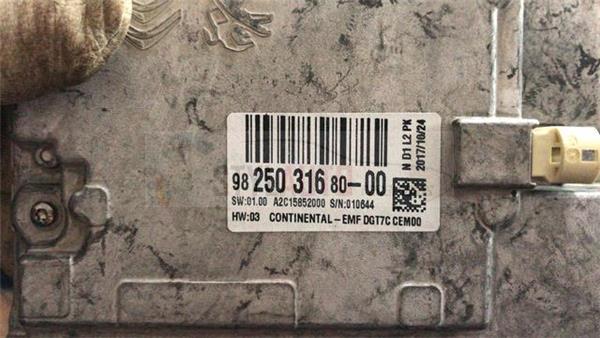 98 250 316 80-00
SW:01.00 A2C15852000 S/N:010644
HW:03 CONTINENTAL-EMF DGT7C CEM00
N D1 L2 PK
2017/10/24